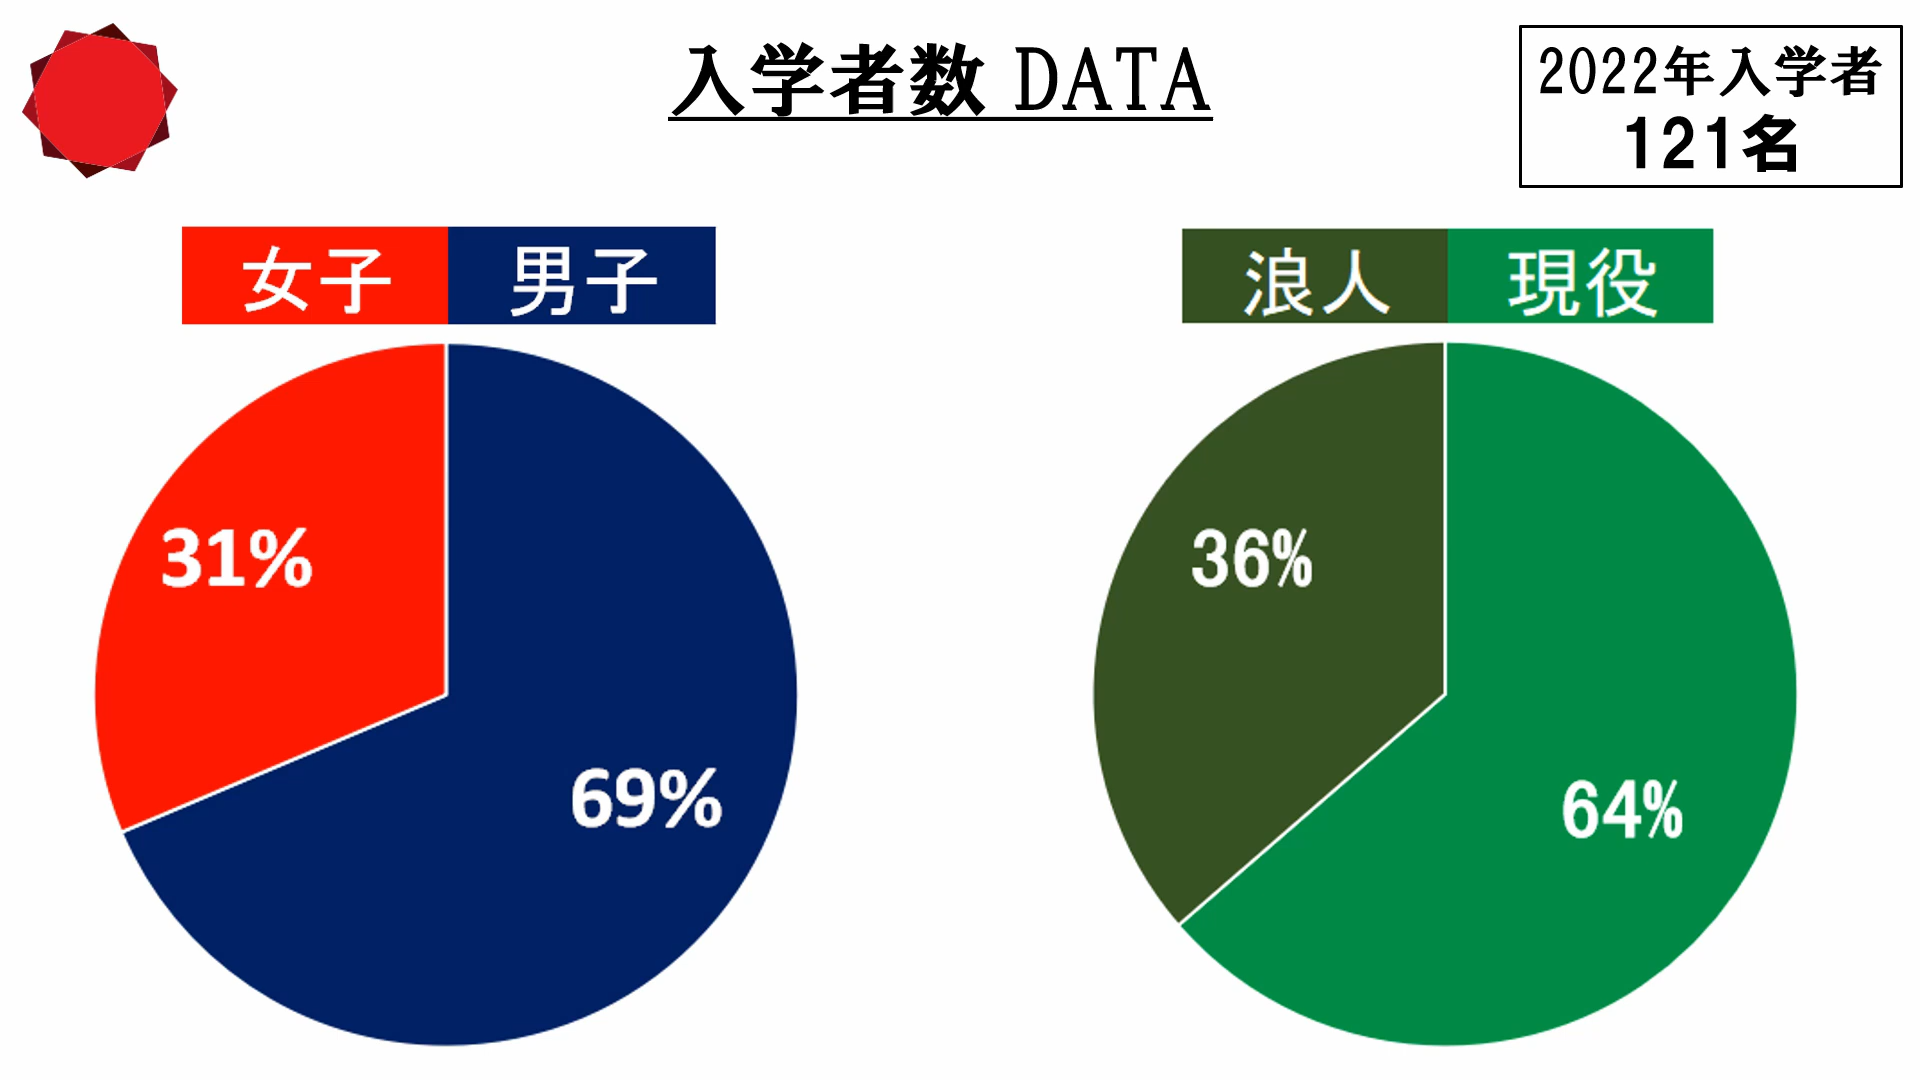 入学者数 DATA
2022年入学者
121名
女子 男子
浪人 現役
31%
69%
36%
64%